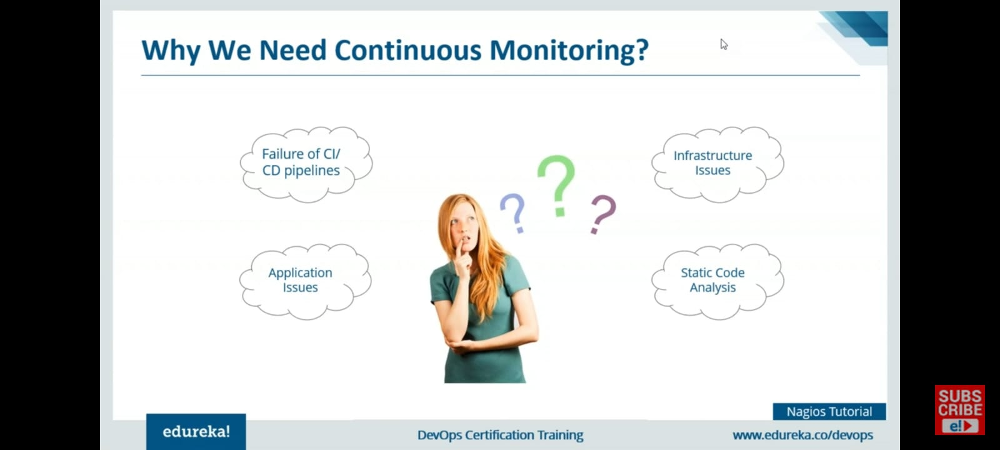 Why We Need Continuous Monitoring?
Failure of CI/
CD pipelines
Infrastructure
Issues
? ? ?
Application
Issues
Static Code
Analysis
Nagios Tutorial
edureka!
DevOps Certification Training
www.edureka.co/devops
SUBS
CRIBE
e!